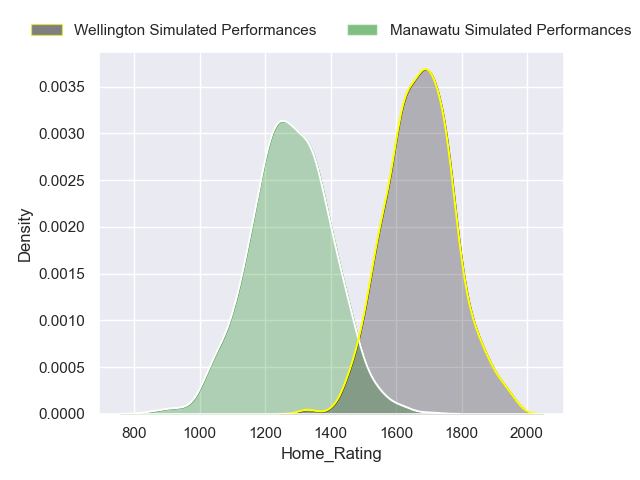 Wellington Simulated Performances
Manawatu Simulated Performances
0.0035
0.0030
0.0025
0.0020
0.0015
0.0010
0.0005
0.0000
Density
800 1000 1200 1400 1600 1800 2000
Home_Rating